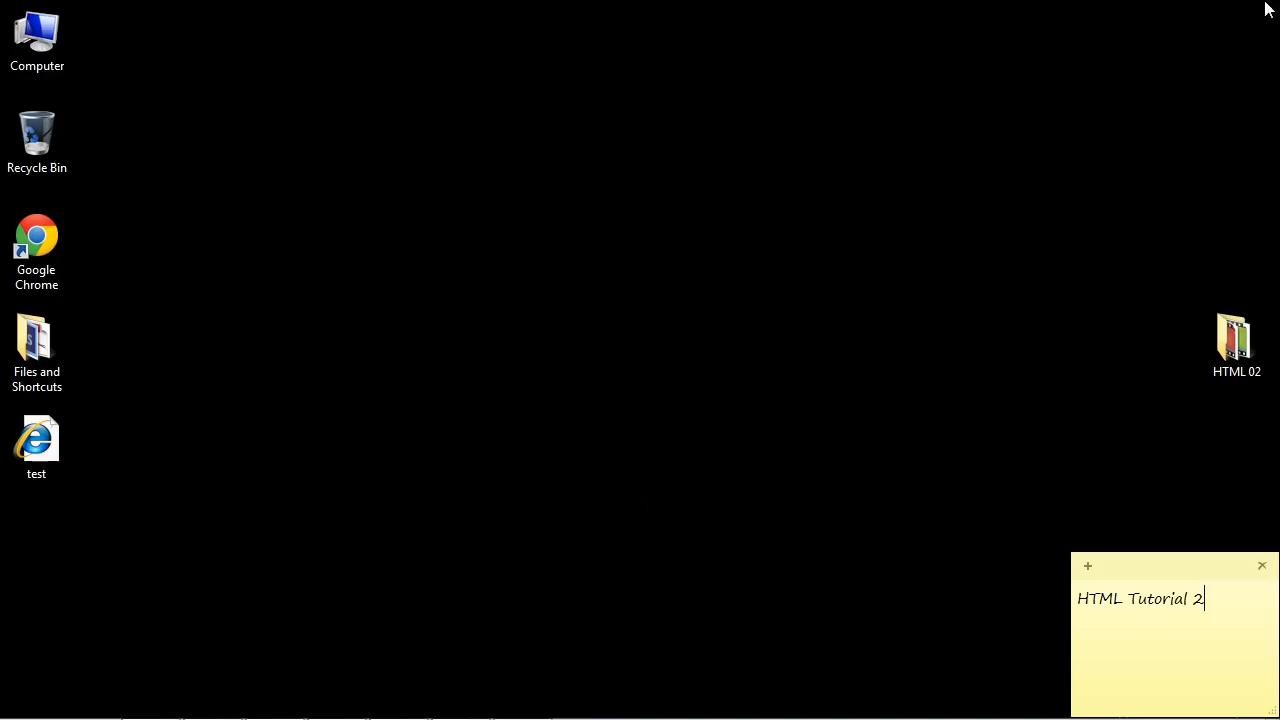 Computer
Recycle Bin
Google
Chrome
Files and
Shortcuts
test
HTML 02
HTML Tutorial 2